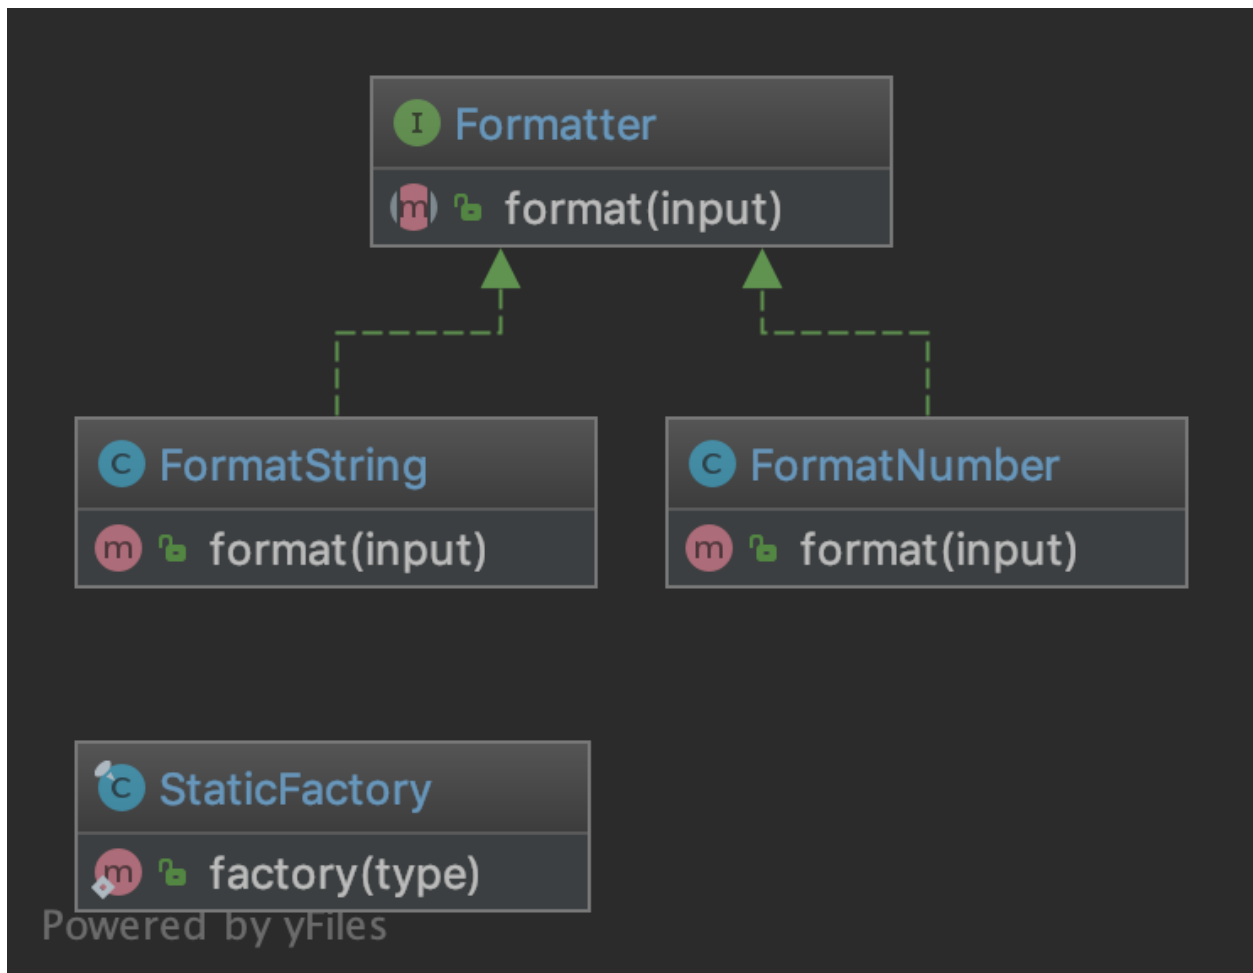 I Formatter
m format(input)
C FormatString
m format(input)
C FormatNumber
m format(input)
C StaticFactory
m factory(type)
Powered by yFiles